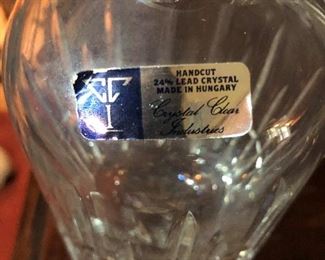 HANDCUT
24% LEAD CRYSTAL
MADE IN HUNGARY
Crystal Clear
Industries